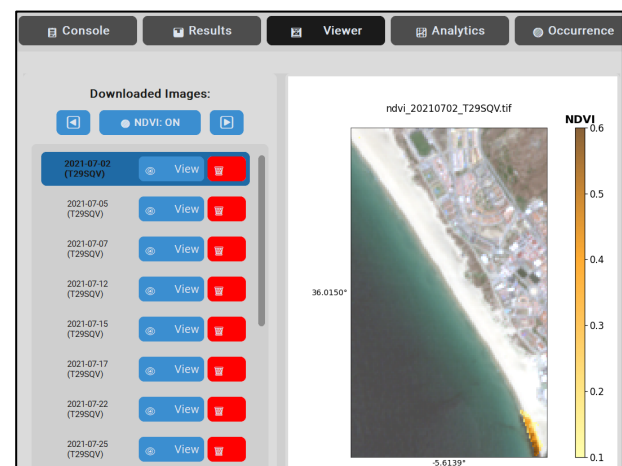 Console
Results
Viewer
Analytics
Occurrence
Downloaded Images:
NDVI: ON
2021-07-02
(T29SQV)
View
2021-07-05
(T29SQV)
View
2021-07-07
(T29SQV)
View
2021-07-12
(T29SQV)
View
2021-07-15
(T29SQV)
View
2021-07-17
(T29SQV)
View
2021-07-22
(T29SQV)
View
2021-07-25
(T29SQV)
View
ndvi_20210702_T29SQV.tif
NDVI
0.6
0.5
0.4
0.3
0.2
0.1
36.0150°
-5.6139°